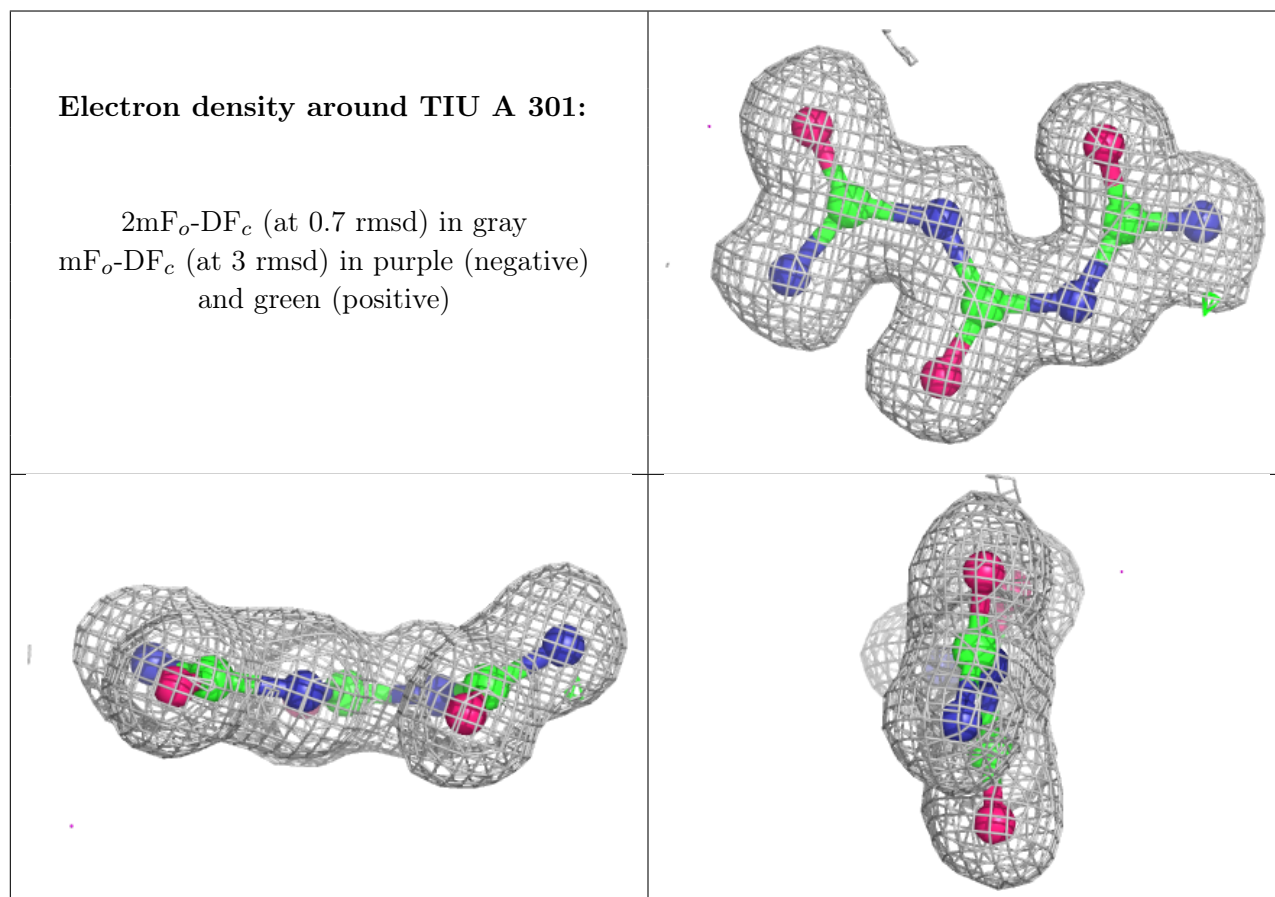 Electron density around TIU A 301:
2mFo-DFc (at 0.7 rmsd) in gray
mFo-DFc (at 3 rmsd) in purple (negative)
and green (positive)